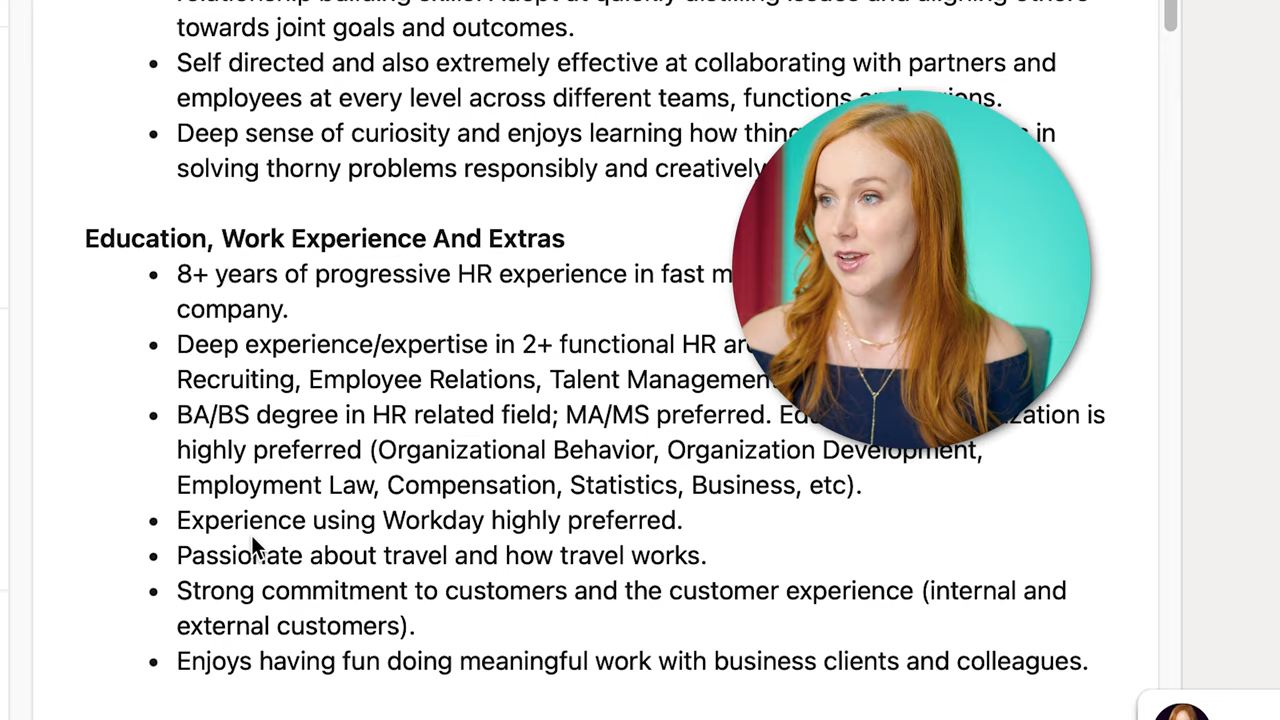 towards joint goals and outcomes.
• Self directed and also extremely effective at collaborating with partners and
employees at every level across different teams, functions
• Deep sense of curiosity and enjoys learning how in
solving thorny problems responsibly and creatively
Education, Work Experience And Extras
• 8+ years of progressive HR experience in fast
company.
• Deep experience/expertise in 2+ functional HR
Recruiting, Employee Relations, Talent Management
• BA/BS degree in HR related field; MA/MS preferred. is
highly preferred (Organizational Behavior, Organization Development,
Employment Law, Compensation, Statistics, Business, etc).
• Experience using Workday highly preferred.
• Passionate about travel and how travel works.
• Strong commitment to customers and the customer experience (internal and
external customers).
• Enjoys having fun doing meaningful work with business clients and colleagues.